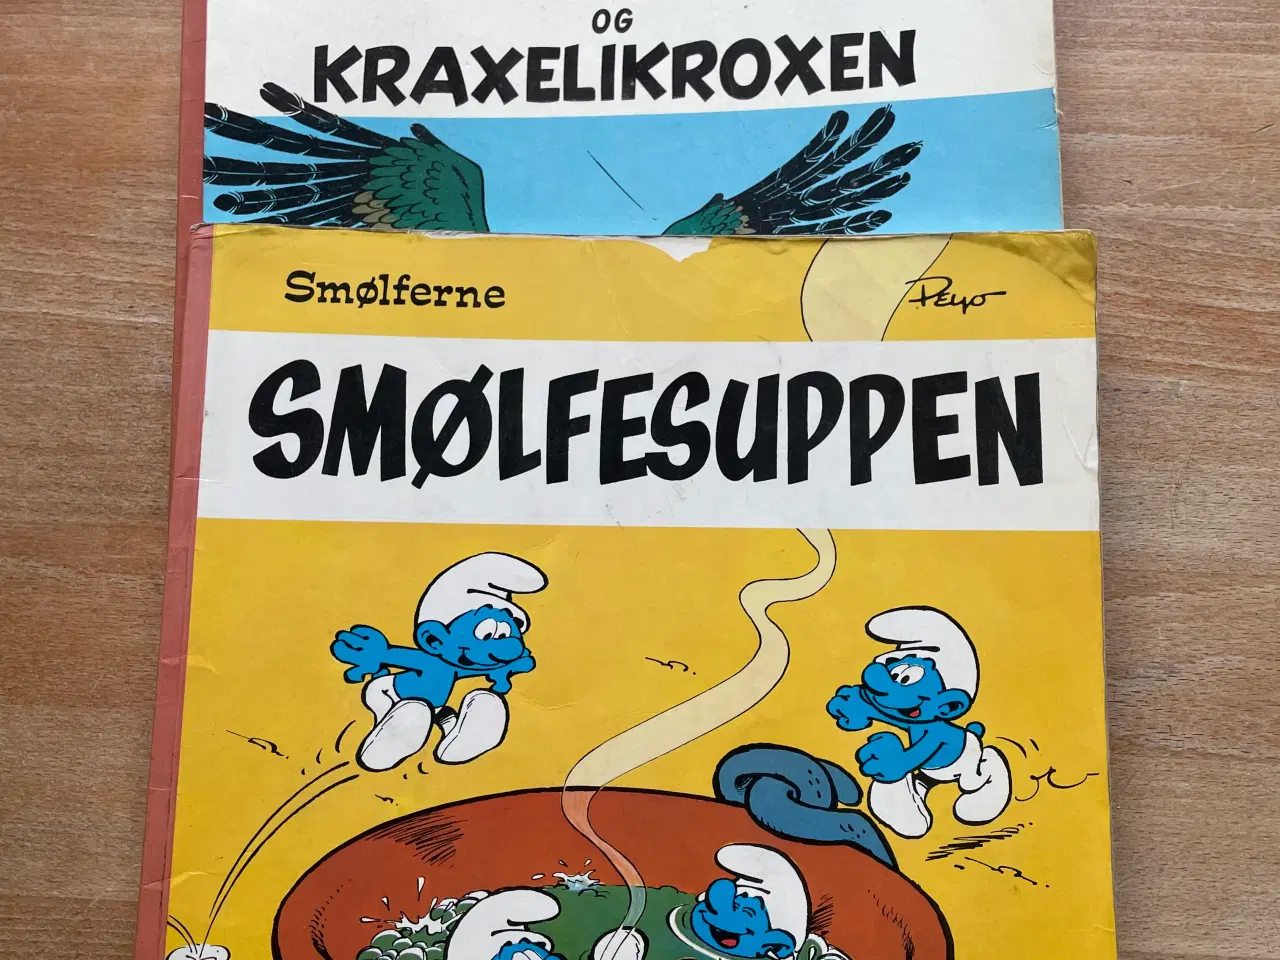 OG
KRAXELIKROXEN
Smølferne
Peyo
SMØLFESUPPEN